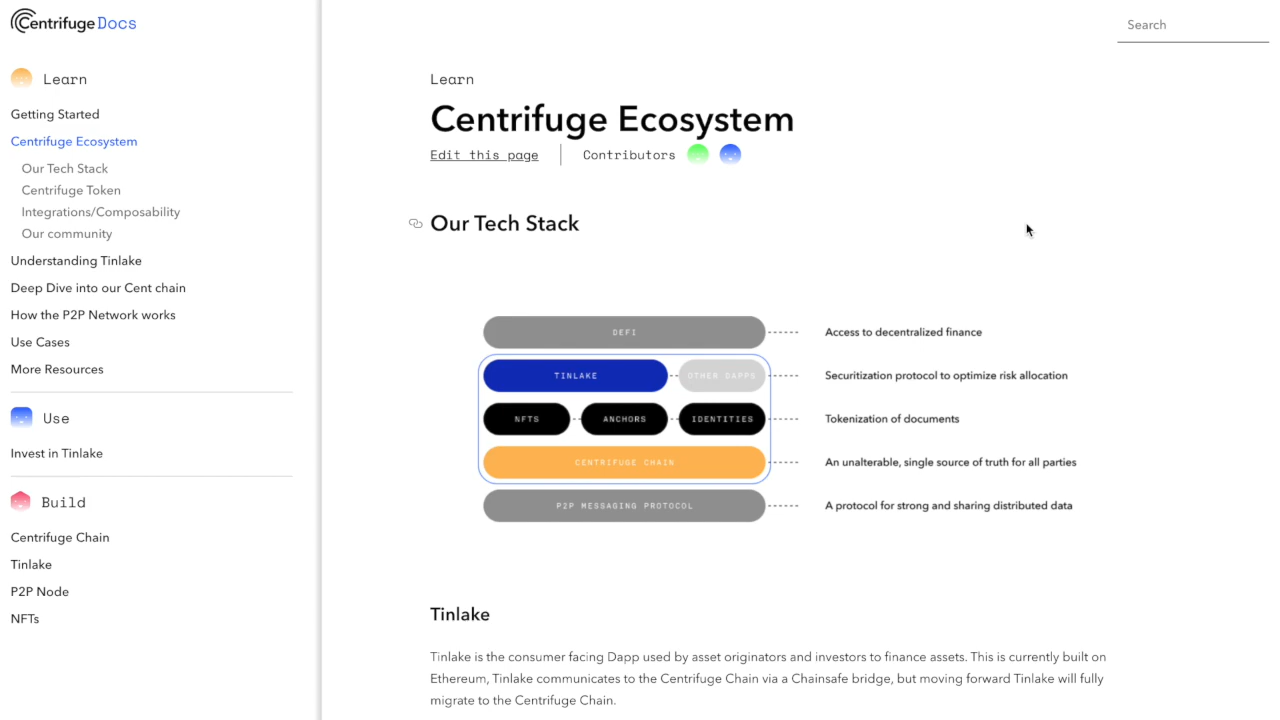 Centrifuge Docs
Search
Learn
Getting Started
Centrifuge Ecosystem
Our Tech Stack
Centrifuge Token
Integrations/Composability
Our community
Understanding Tinlake
Deep Dive into our Cent chain
How the P2P Network works
Use Cases
More Resources
Use
Invest in Tinlake
Build
Centrifuge Chain
Tinlake
P2P Node
NFTs
Learn
Centrifuge Ecosystem
Edit this page
Contributors
Our Tech Stack
DEFI
Access to decentralized finance
TINLAKE
OTHER DAPPS
Securitization protocol to optimize risk allocation
NFTS
ANCHORS
IDENTITIES
Tokenization of documents
CENTRIFUGE CHAIN
An unalterable, single source of truth for all parties
P2P MESSAGING PROTOCOL
A protocol for strong and sharing distributed data
Tinlake
Tinlake is the consumer facing Dapp used by asset originators and investors to finance assets. This is currently built on
Ethereum, Tinlake communicates to the Centrifuge Chain via a Chainsafe bridge, but moving forward Tinlake will fully
migrate to the Centrifuge Chain.